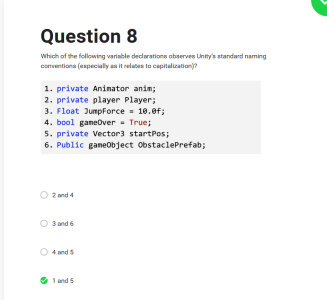 Question 8
Which of the following variable declarations observes Unity's standard naming
conventions (especially as it relates to capitalization)?
1. private Animator anim;
2. private player Player;
3. Float JumpForce = 10.0f;
4. bool gameOver = True;
5. private Vector3 startPos;
6. Public gameObject ObstaclePrefab;
2 and 4
3 and 6
4 and 5
1 and 5